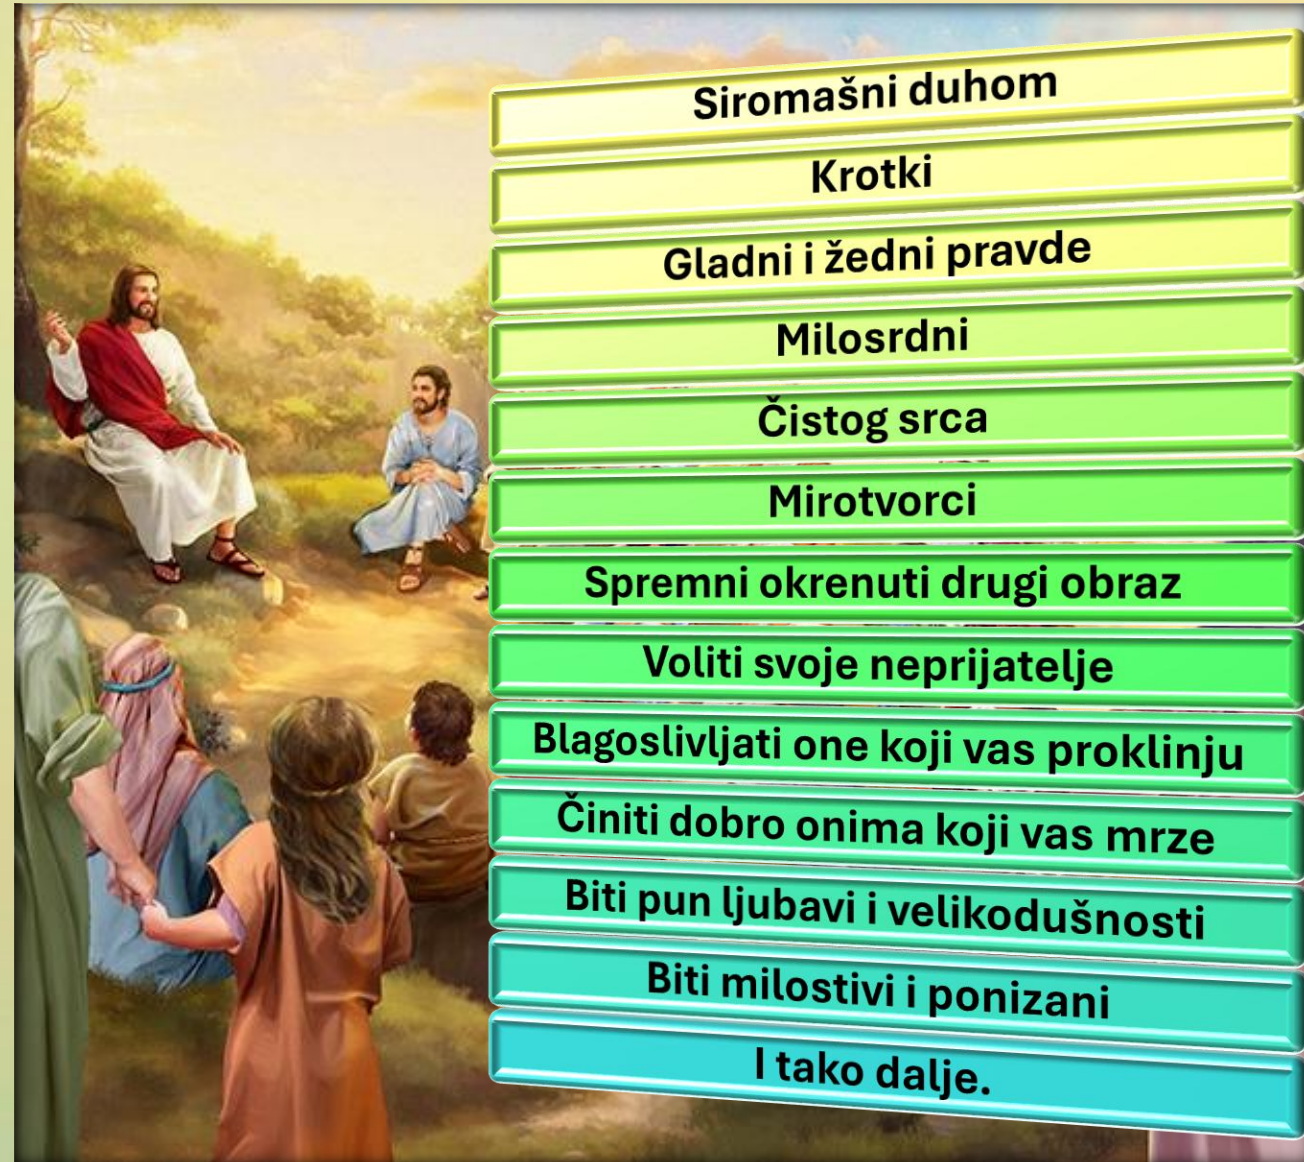 Siromašni duhom
Krotki
Gladni i žedni pravde
Milosrdni
Čistog srca
Mirotvorci
Spremni okrenuti drugi obraz
Voliti svoje neprijatelje
Blagoslivljati one koji vas proklinju
Činiti dobro onima koji vas mrze
Biti pun ljubavi i velikodušnosti
Biti milostivi i ponizani
I tako dalje.